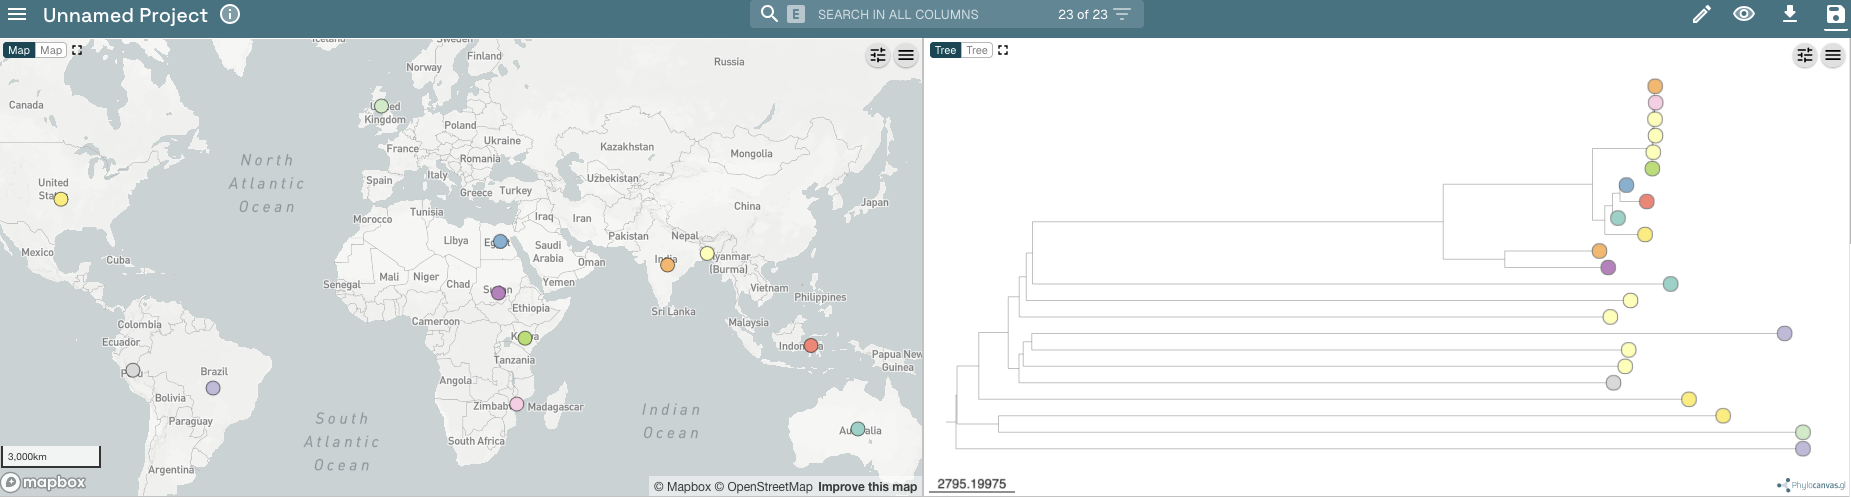 Unnamed Project
E SEARCH IN ALL COLUMNS 23 of 23
Map Map
Tree Tree
Iceland
Sweden
Finland
Norway
Russia
Canada
United
Kingdom
Poland
Ukraine
France
Romania
Kazakhstan
Mongolia
North
Atlantic
Ocean
Italy
Spain
Greece
Turkey
Uzbekistan
United
States
China
Japan
Morocco
Tunisia
Iraq
Iran
Pakistan
Nepal
Libya
Egypt
Saudi
Arabia
Oman
India
Myanmar
(Burma)
Mexico
Cuba
Mali
Niger
Chad
Sudan
Yemen
Senegal
Vietnam
Philippines
Ethiopia
Sri Lanka
Colombia
Cameroon
Malaysia
Ecuador
Kenya
Indonesia
Papua New
Guinea
Tanzania
Peru
Brazil
Angola
Bolivia
Zimbabwe
Madagascar
Indian
Ocean
South
Atlantic
Ocean
Paraguay
Australia
South Africa
Argentina
3,000km
mapbox
© Mapbox © OpenStreetMap Improve this map
2795.19975
Phylocanvas.gl